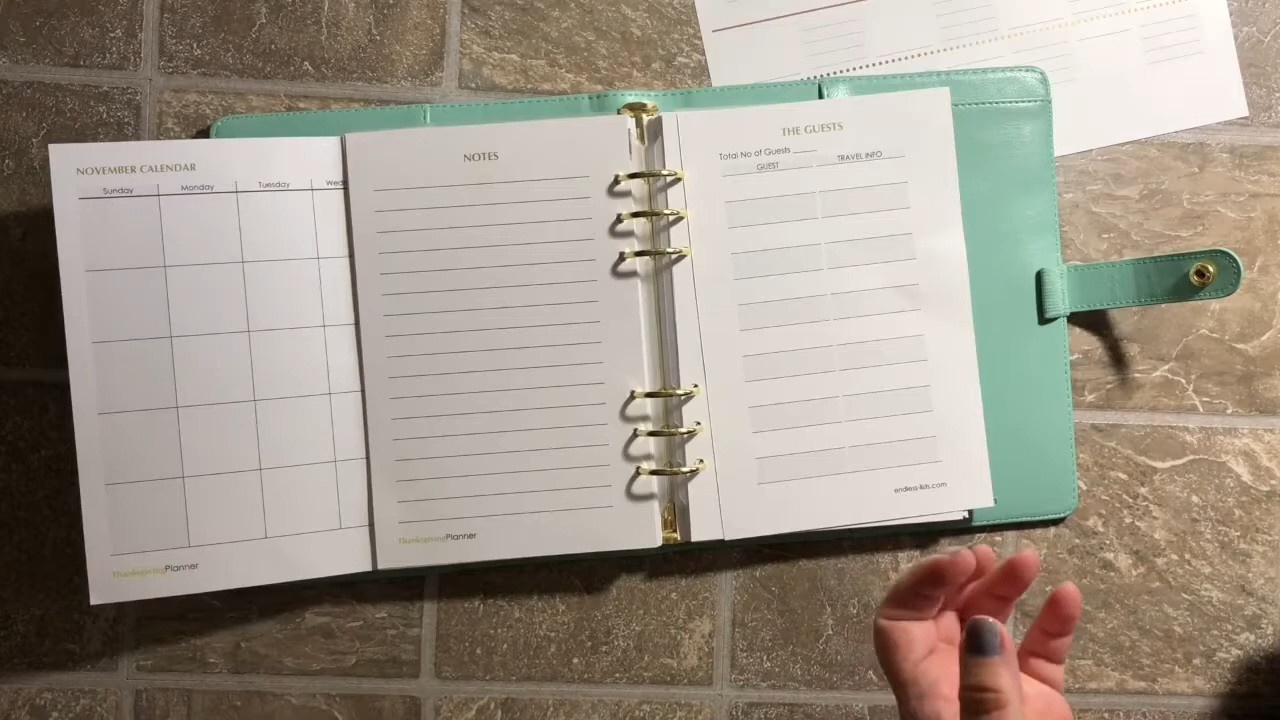 NOVEMBER CALENDAR
Sunday Monday Tuesday
ThanksgivingPlanner
NOTES
ThanksgivingPlanner
THE GUESTS
Total No of Guests
GUEST TRAVEL INFO
endless-lists.com